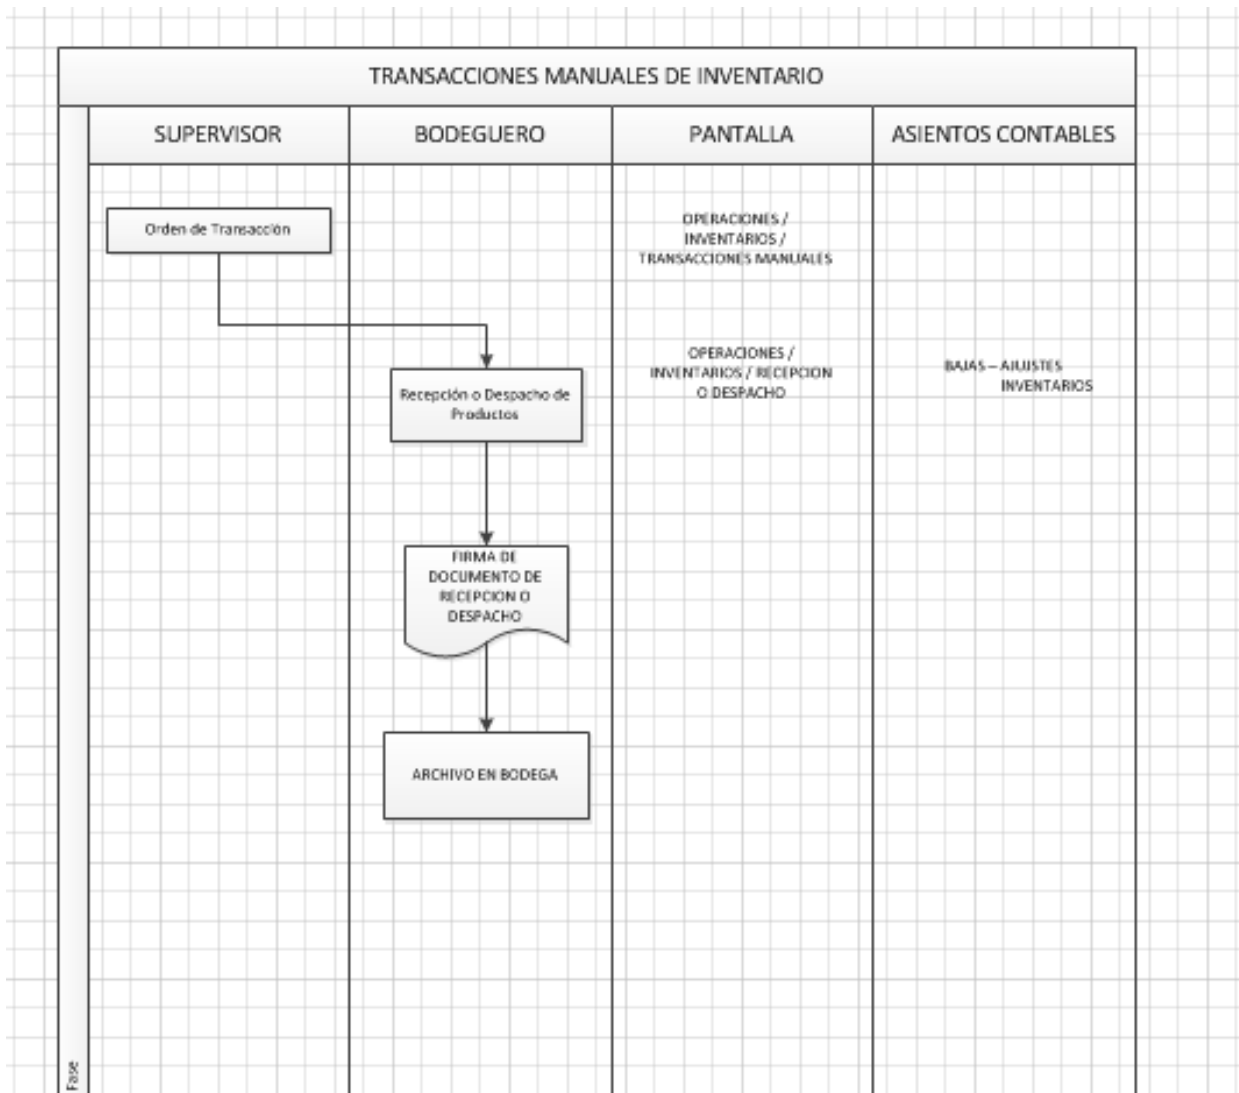 TRANSACCIONES MANUALES DE INVENTARIO
SUPERVISOR
BODEGUERO
PANTALLA
ASIENTOS CONTABLES
Orden de Transacción
OPERACIONES /
INVENTARIOS /
TRANSACCIONES MANUALES
Recepción o Despacho de
Productos
OPERACIONES /
INVENTARIOS / RECEPCION
O DESPACHO
BAJAS – AJUISTES
INVENTARIOS
FIRMA DE
DOCUMENTO DE
RECEPCION O
DESPACHO
ARCHIVO EN BODEGA
Fase